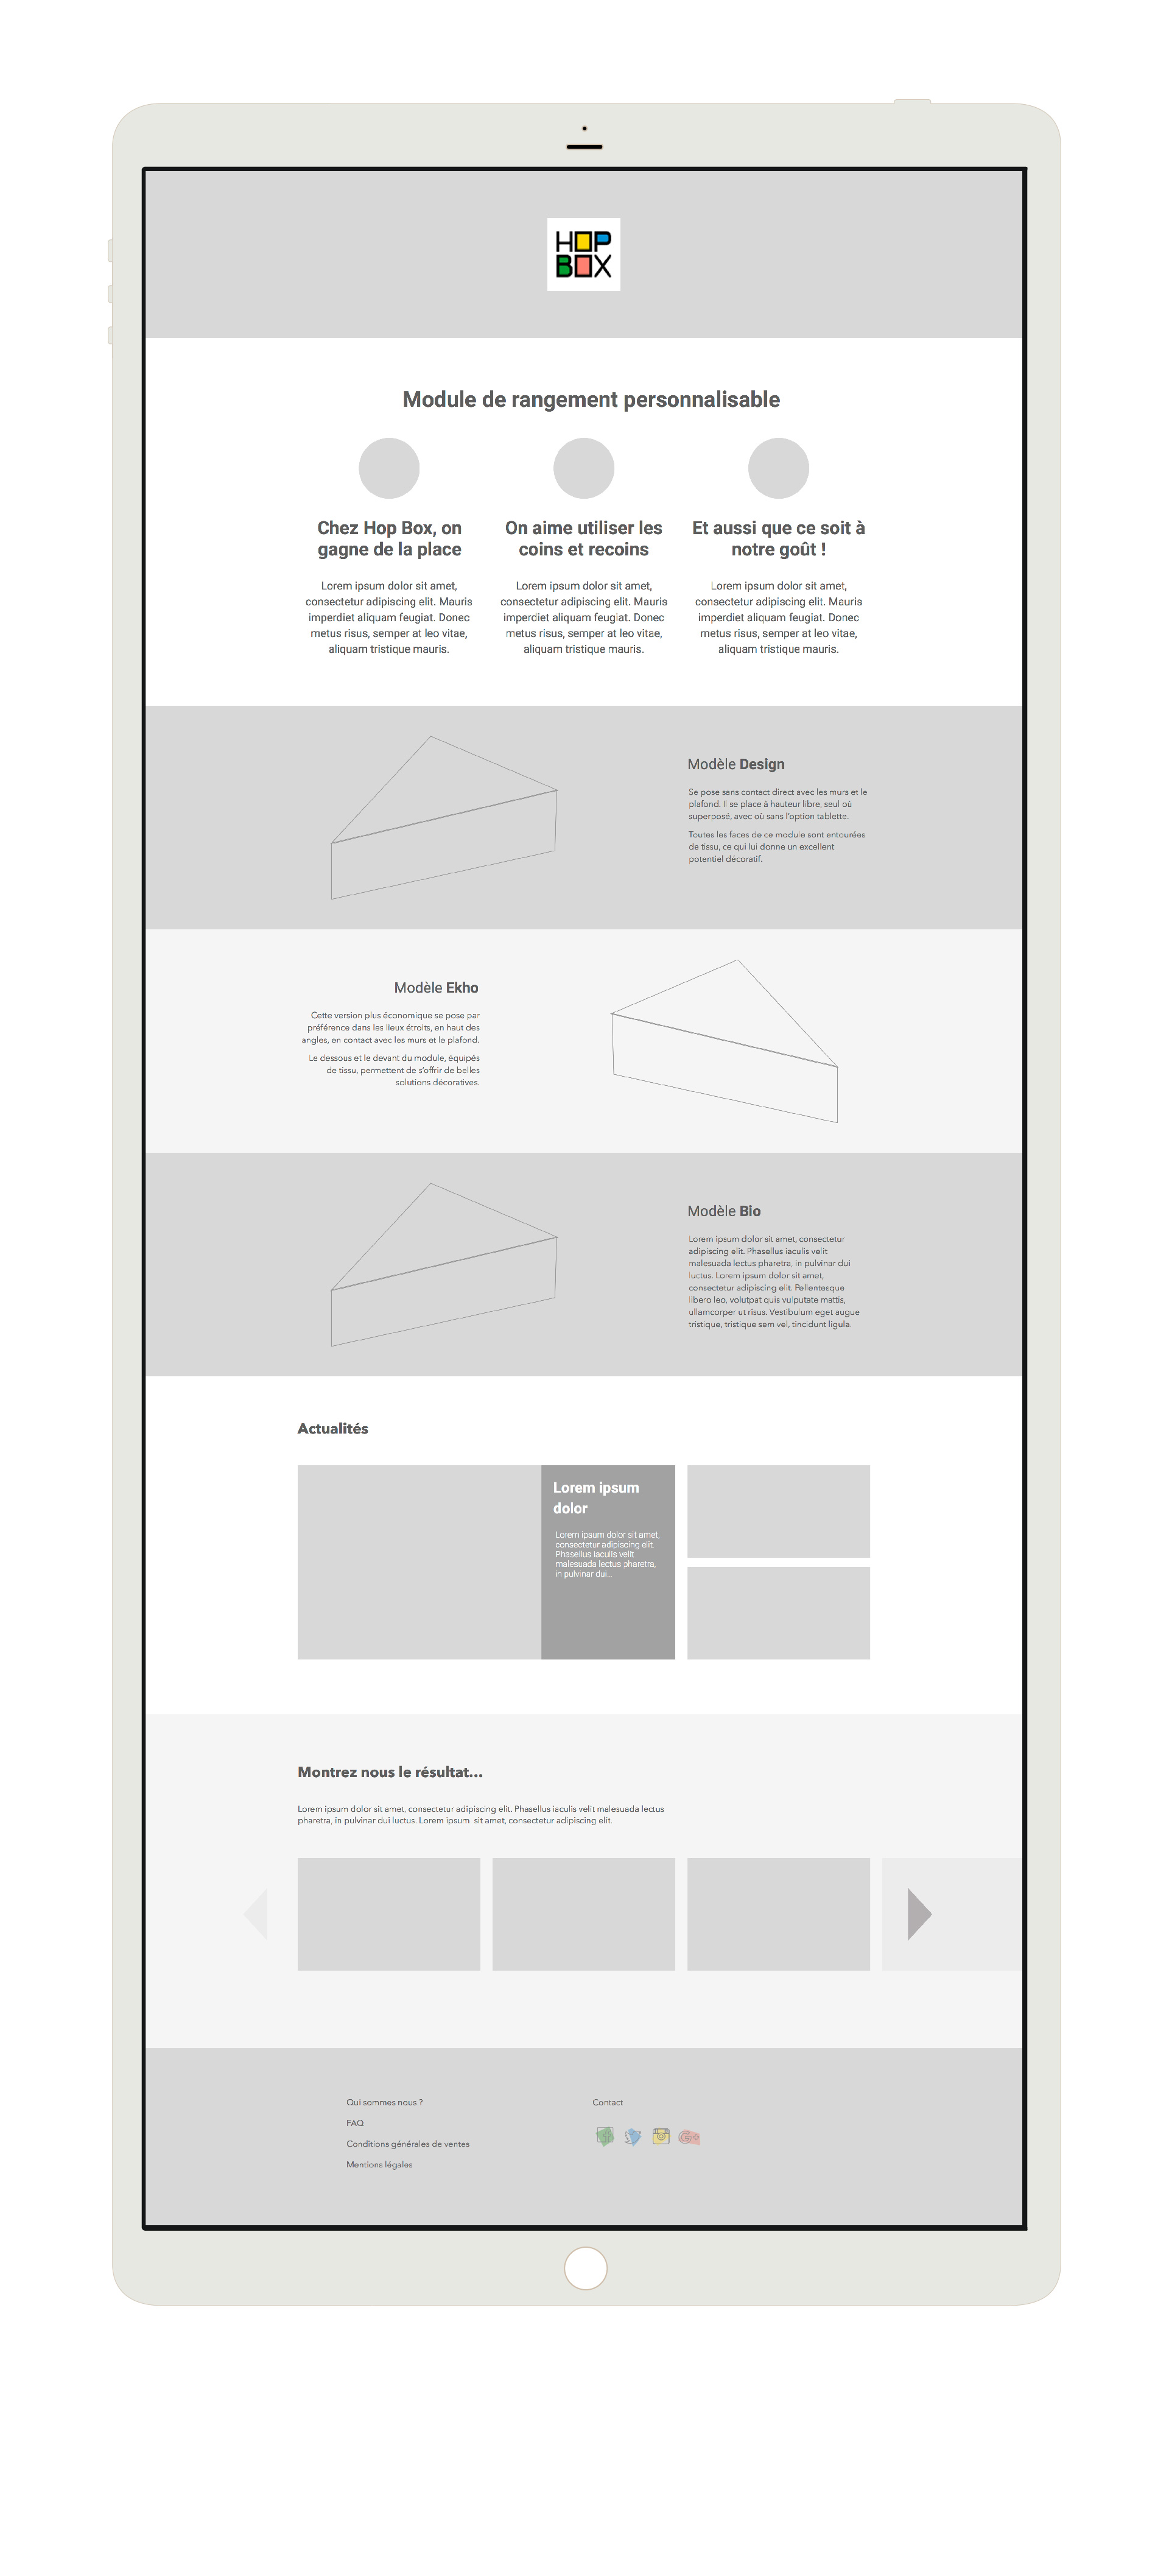 HOP
BOX
Module de rangement personnalisable
Chez Hop Box, on
gagne de la place
Lorem ipsum dolor sit amet,
consectetur adipiscing elit. Mauris
imperdiet aliquam feugiat. Donec
metus risus, semper at leo vitae,
aliquam tristique mauris.
On aime utiliser les
coins et recoins
Lorem ipsum dolor sit amet,
consectetur adipiscing elit. Mauris
imperdiet aliquam feugiat. Donec
metus risus, semper at leo vitae,
aliquam tristique mauris.
Et aussi que ce soit à
notre goût !
Lorem ipsum dolor sit amet,
consectetur adipiscing elit. Mauris
imperdiet aliquam feugiat. Donec
metus risus, semper at leo vitae,
aliquam tristique mauris.
Modèle Design
Se pose sans contact direct avec les murs et le
plafond. Il se place à hauteur libre, seul où
superposé, avec où sans l'option tablette.
Toutes les faces de ce module sont entourées
de tissu, ce qui lui donne un excellent
potentiel décoratif.
Modèle Ekho
Cette version plus économique se pose par
préférence dans les lieux étroits, en haut des
angles, en contact avec les murs et le plafond.
Le dessous et le devant du module, équipés
de tissu, permettent de s'offrir de belles
solutions décoratives.
Modèle Bio
Lorem ipsum dolor sit amet, consectetur
adipiscing elit. Phasellus iaculis velit
malesuada lectus pharetra, in pulvinar dui
luctus. Lorem ipsum dolor sit amet,
consectetur adipiscing elit. Pellentesque
libero leo, volutpat quis vulputate mattis,
ullamcorper ut risus. Vestibulum eget augue
tristique, tristique sem vel, tincidunt ligula.
Actualités
Lorem ipsum
dolor
Lorem ipsum dolor sit amet,
consectetur adipiscing elit.
Phasellus iaculis velit
malesuada lectus pharetra,
in pulvinar dui...
Montrez nous le résultat...
Lorem ipsum dolor sit amet, consectetur adipiscing elit. Phasellus iaculis velit malesuada lectus
pharetra, in pulvinar dui luctus. Lorem ipsum  sit amet, consectetur adipiscing elit.
Qui sommes nous ?
FAQ
Conditions générales de ventes
Mentions légales
Contact